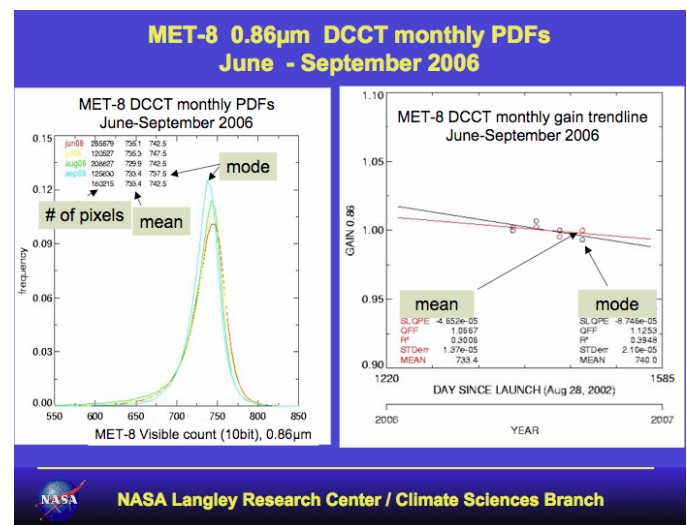 MET-8 0.86µm DCCT monthly PDFs
June - September 2006
MET-8 DCCT monthly PDFs
June-September 2006
jun06 285879 735.1 742.5
120527 735.3 747.5
aug06 206827 729.9 742.5
sep06 125630 733.4 737.5
180215 733.4 742.5
mode
# of pixels
mean
frequency
0.15
0.12
0.09
0.06
0.03
0.00
550 600 650 700 750 800 850
MET-8 Visible count (10bit), 0.86µm
MET-8 DCCT monthly gain trendline
June-September 2006
GAIN 0.86
1.10
1.05
1.00
0.95
0.90
mean
mode
SLOPE -4.652e-05
OFF 1.0567
R² 0.3006
STDerr 1.37e-05
MEAN 733.4
SLOPE -8.746e-05
OFF 1.1253
R² 0.3948
STDerr 2.10e-05
MEAN 740.0
1220 1585
DAY SINCE LAUNCH (Aug 28, 2002)
2006 2007
YEAR
NASA
NASA Langley Research Center / Climate Sciences Branch